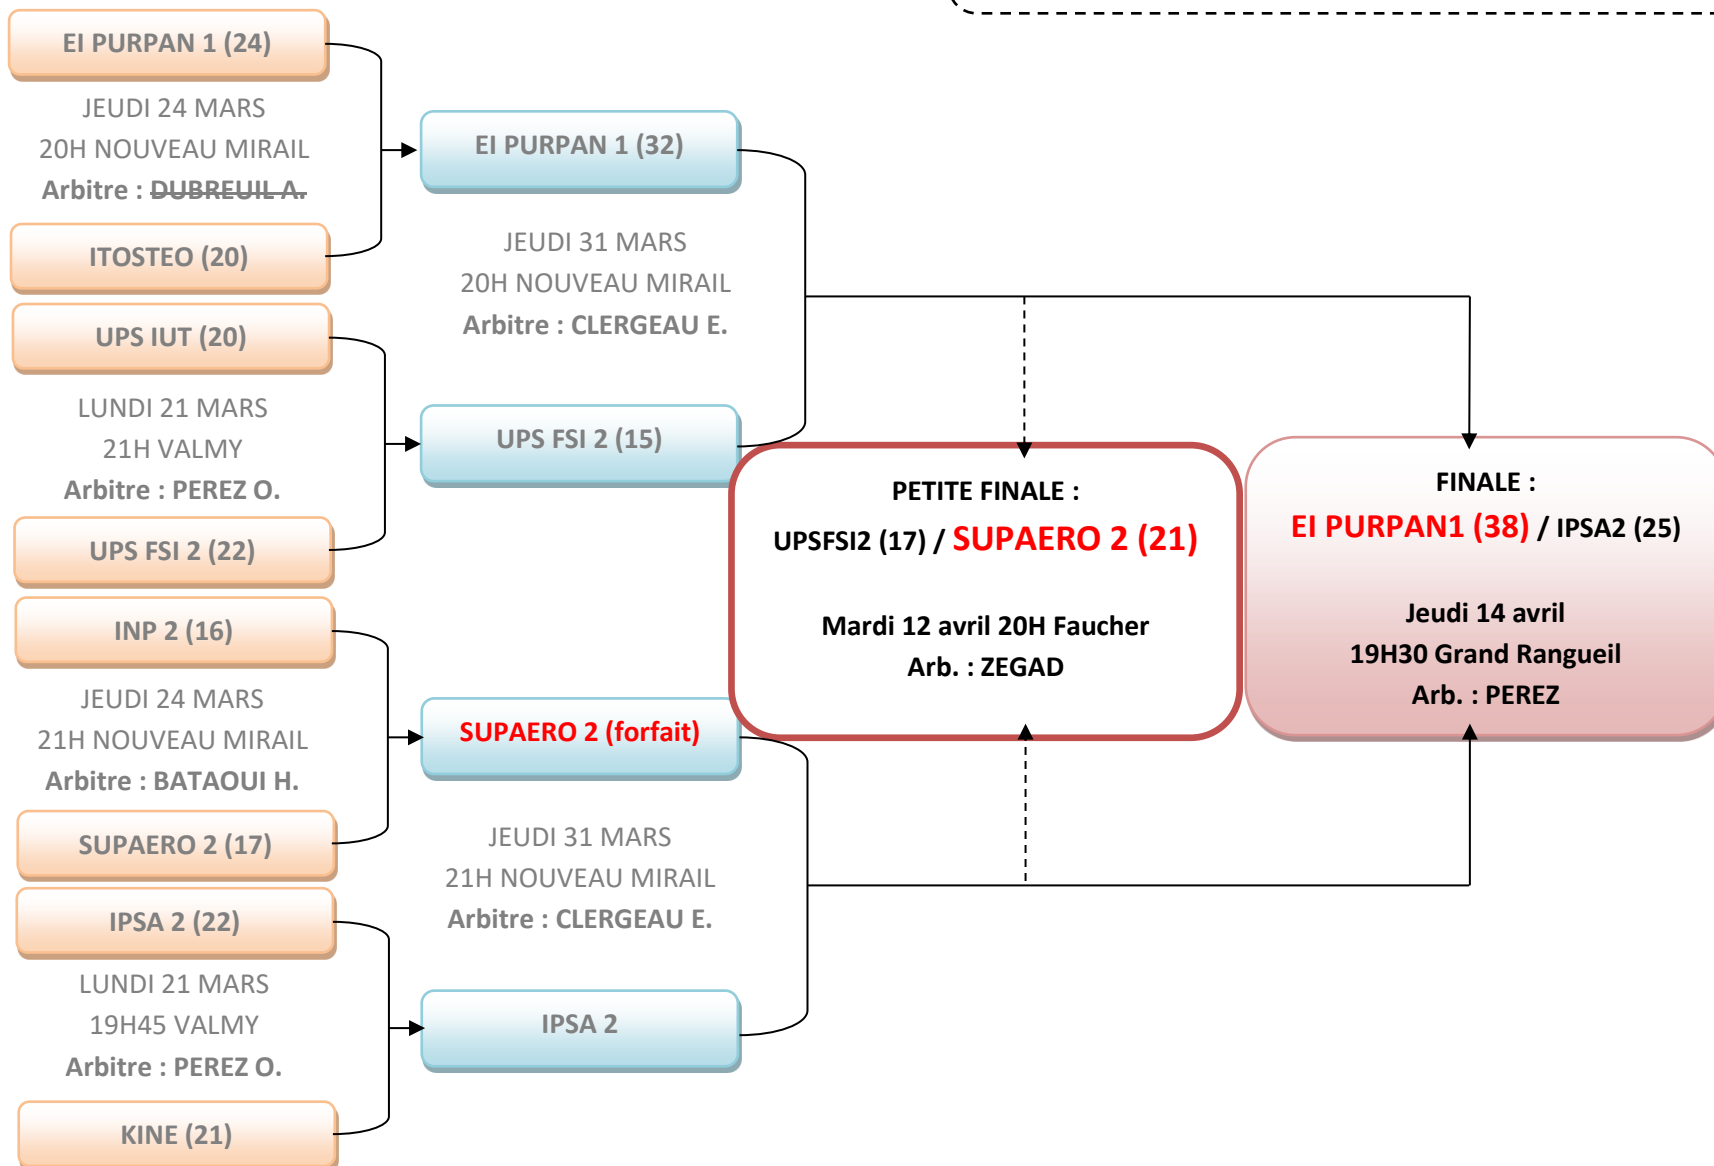 EI PURPAN 1 (24)
JEUDI 24 MARS
20H NOUVEAU MIRAIL
Arbitre : DUBREUIL A.
ITOSTEO (20)
UPS IUT (20)
LUNDI 21 MARS
21H VALMY
Arbitre : PEREZ O.
UPS FSI 2 (22)
INP 2 (16)
JEUDI 24 MARS
21H NOUVEAU MIRAIL
Arbitre : BATAOUI H.
SUPAERO 2 (17)
IPSA 2 (22)
LUNDI 21 MARS
19H45 VALMY
Arbitre : PEREZ O.
KINE (21)
EI PURPAN 1 (32)
JEUDI 31 MARS
20H NOUVEAU MIRAIL
Arbitre : CLERGEAU E.
UPS FSI 2 (15)
SUPAERO 2 (forfait)
JEUDI 31 MARS
21H NOUVEAU MIRAIL
Arbitre : CLERGEAU E.
IPSA 2
PETITE FINALE :
UPSFSI2 (17) / SUPAERO 2 (21)
Mardi 12 avril 20H Faucher
Arb. : ZEGAD
FINALE :
EI PURPAN1 (38) / IPSA2 (25)
Jeudi 14 avril
19H30 Grand Rangueil
Arb. : PEREZ